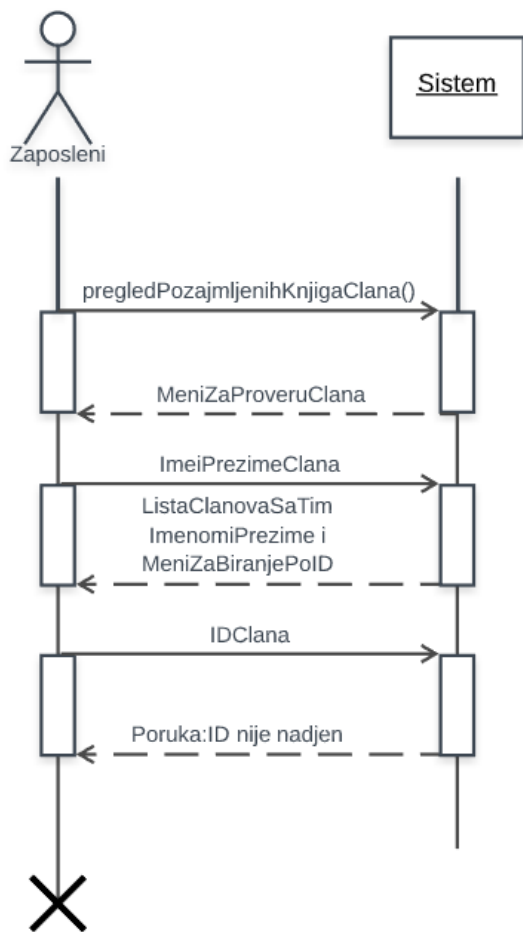 Sistem
Zaposleni
pregledPozajmljenihKnjigaClana()
MeniZaProveruClana
ImeiPrezimeClana
ListaClanovaSaTim
ImenomiPrezime i
MeniZaBiranjePoID
IDClana
Poruka:ID nije nadjen